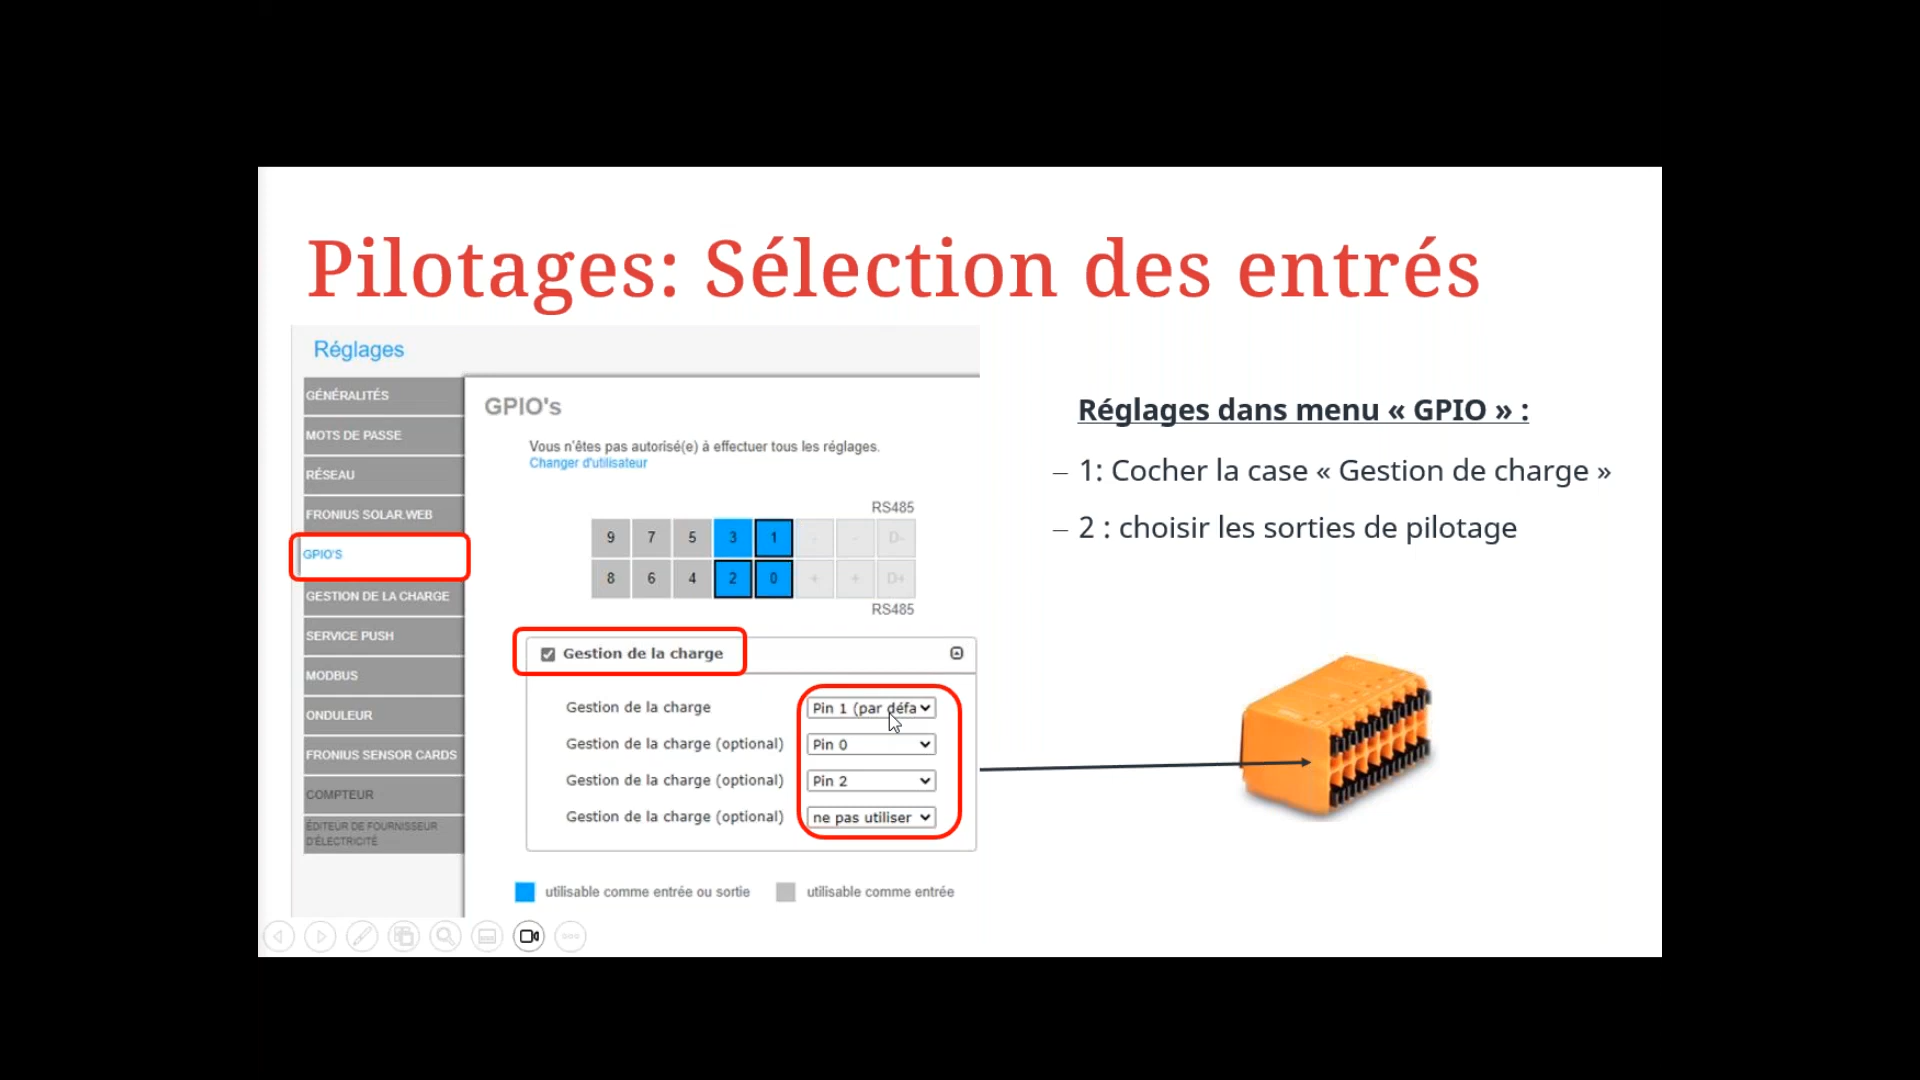 Pilotages: Sélection des entrés
Réglages
GÉNÉRALITÉS
MOTS DE PASSE
RÉSEAU
FRONIUS SOLAR.WEB
GPIO'S
GESTION DE LA CHARGE
SERVICE PUSH
MODBUS
ONDULEUR
FRONIUS SENSOR CARDS
COMPTEUR
ÉDITEUR DE FOURNISSEUR
D'ÉLECTRICITÉ
GPIO's
Vous n'êtes pas autorisé(e) à effectuer tous les réglages.
Changer d'utilisateur
RS485
9 7 5 3 1 - - D-
8 6 4 2 0 + + D+
RS485
Gestion de la charge
Gestion de la charge Pin 1 (par défa
Gestion de la charge (optional) Pin 0
Gestion de la charge (optional) Pin 2
Gestion de la charge (optional) ne pas utiliser
utilisable comme entrée ou sortie utilisable comme entrée
Réglages dans menu « GPIO » :
– 1: Cocher la case « Gestion de charge »
– 2 : choisir les sorties de pilotage